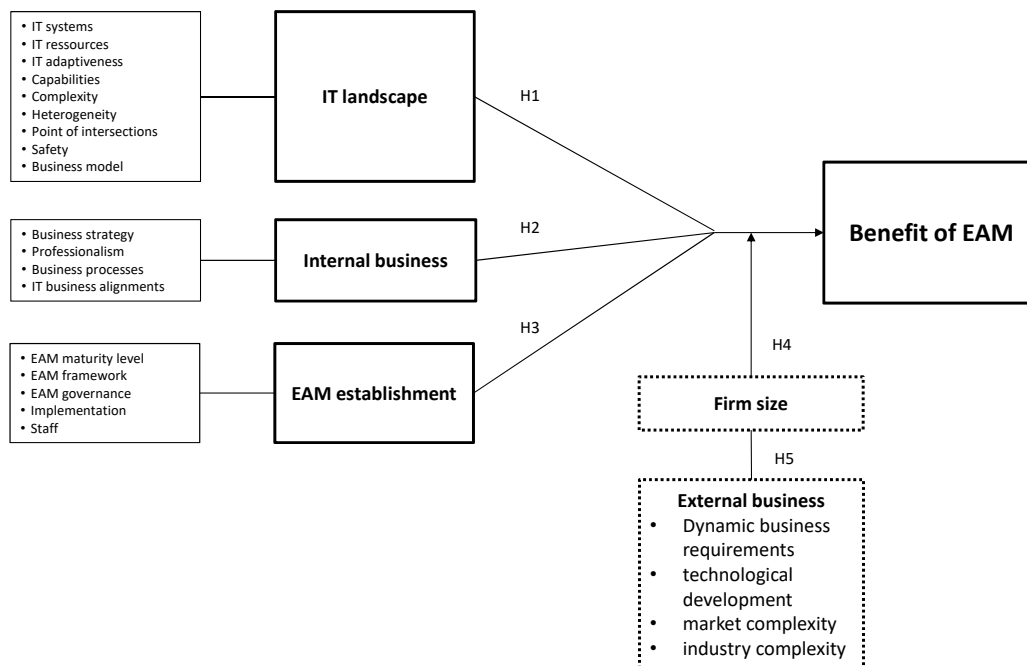 • IT systems
• IT ressources
• IT adaptiveness
• Capabilities
• Complexity
• Heterogeneity
• Point of intersections
• Safety
• Business model
IT landscape
H1
• Business strategy
• Professionalism
• Business processes
• IT business alignments
Internal business
H2
Benefit of EAM
• EAM maturity level
• EAM framework
• EAM governance
• Implementation
• Staff
EAM establishment
H3
H4
Firm size
H5
External business
• Dynamic business
requirements
• technological
development
• market complexity
• industry complexity